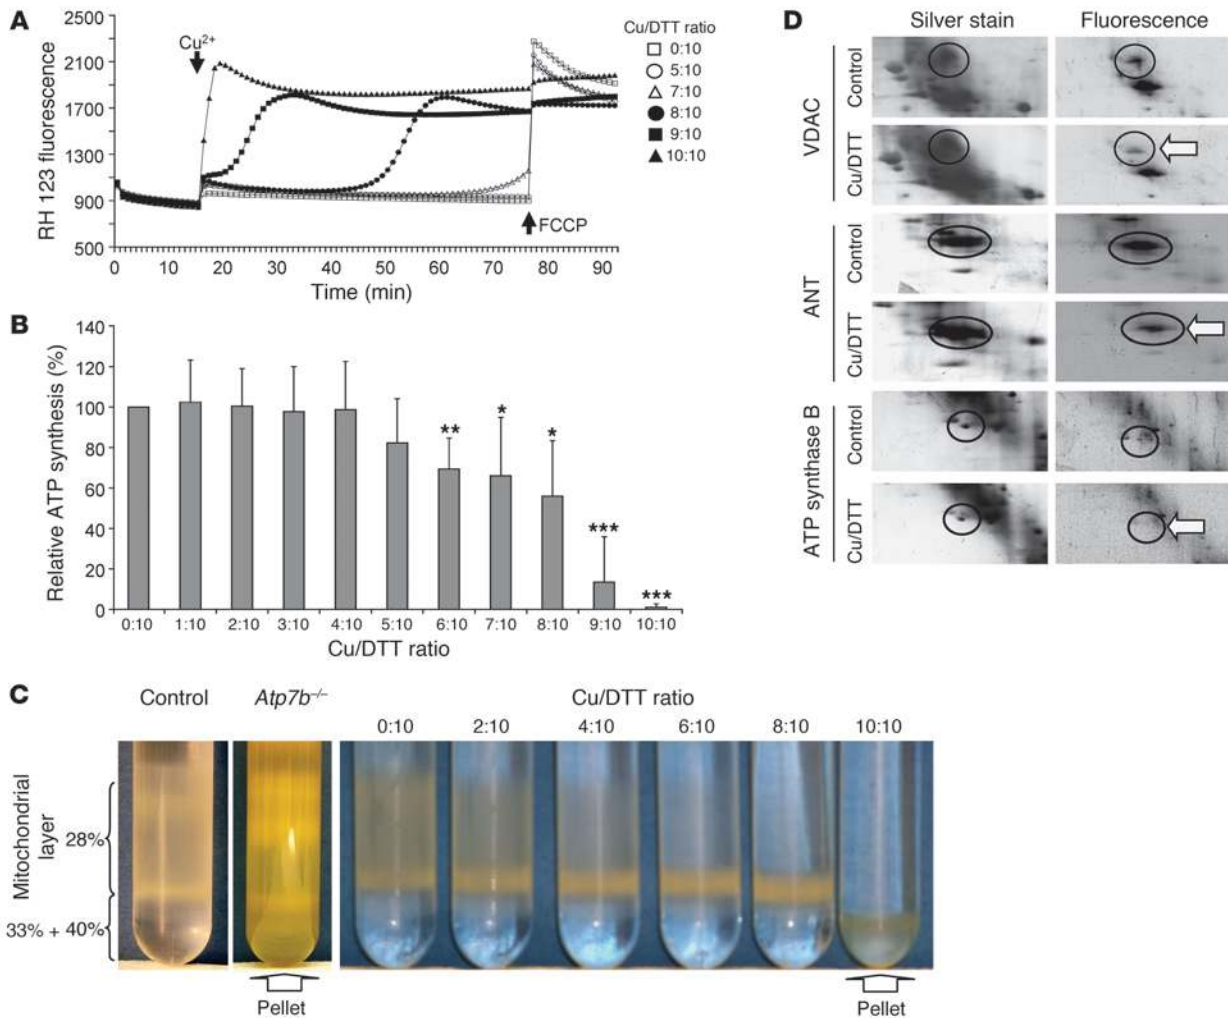 A
Cu²⁺
RH 123 fluorescence
2500
2100
1700
1300
900
500
0
10
20
30
40
50
60
70
80
90
Time (min)
FCCP
Cu/DTT ratio
0:10
5:10
7:10
8:10
9:10
10:10
B
Relative ATP synthesis (%)
140
120
100
80
60
40
20
0
**
*
*
***
***
0:10
1:10
2:10
3:10
4:10
5:10
6:10
7:10
8:10
9:10
10:10
Cu/DTT ratio
C
Control
Atp7b⁻/⁻
Cu/DTT ratio
0:10
2:10
4:10
6:10
8:10
10:10
Mitochondrial
layer
28%
33% + 40%
Pellet
Pellet
D
Silver stain
Fluorescence
VDAC
Control
Cu/DTT
ANT
Control
Cu/DTT
ATP synthase B
Control
Cu/DTT